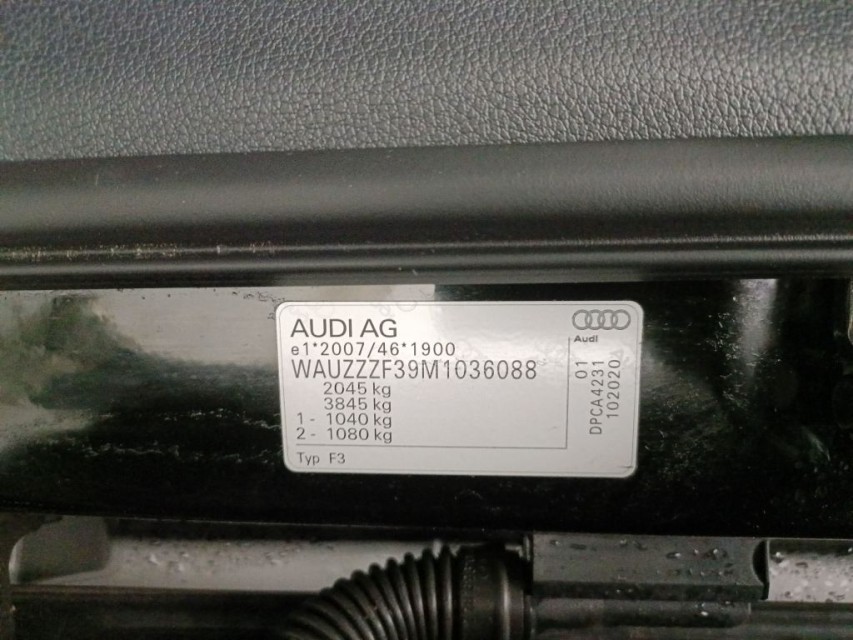 AUDI AG
e1*2007/46*1900
WAUZZZF39M1036088
2045 kg
3845 kg
1 - 1040 kg
2 - 1080 kg
Typ F3
Audi
01
DPCA4231
102020